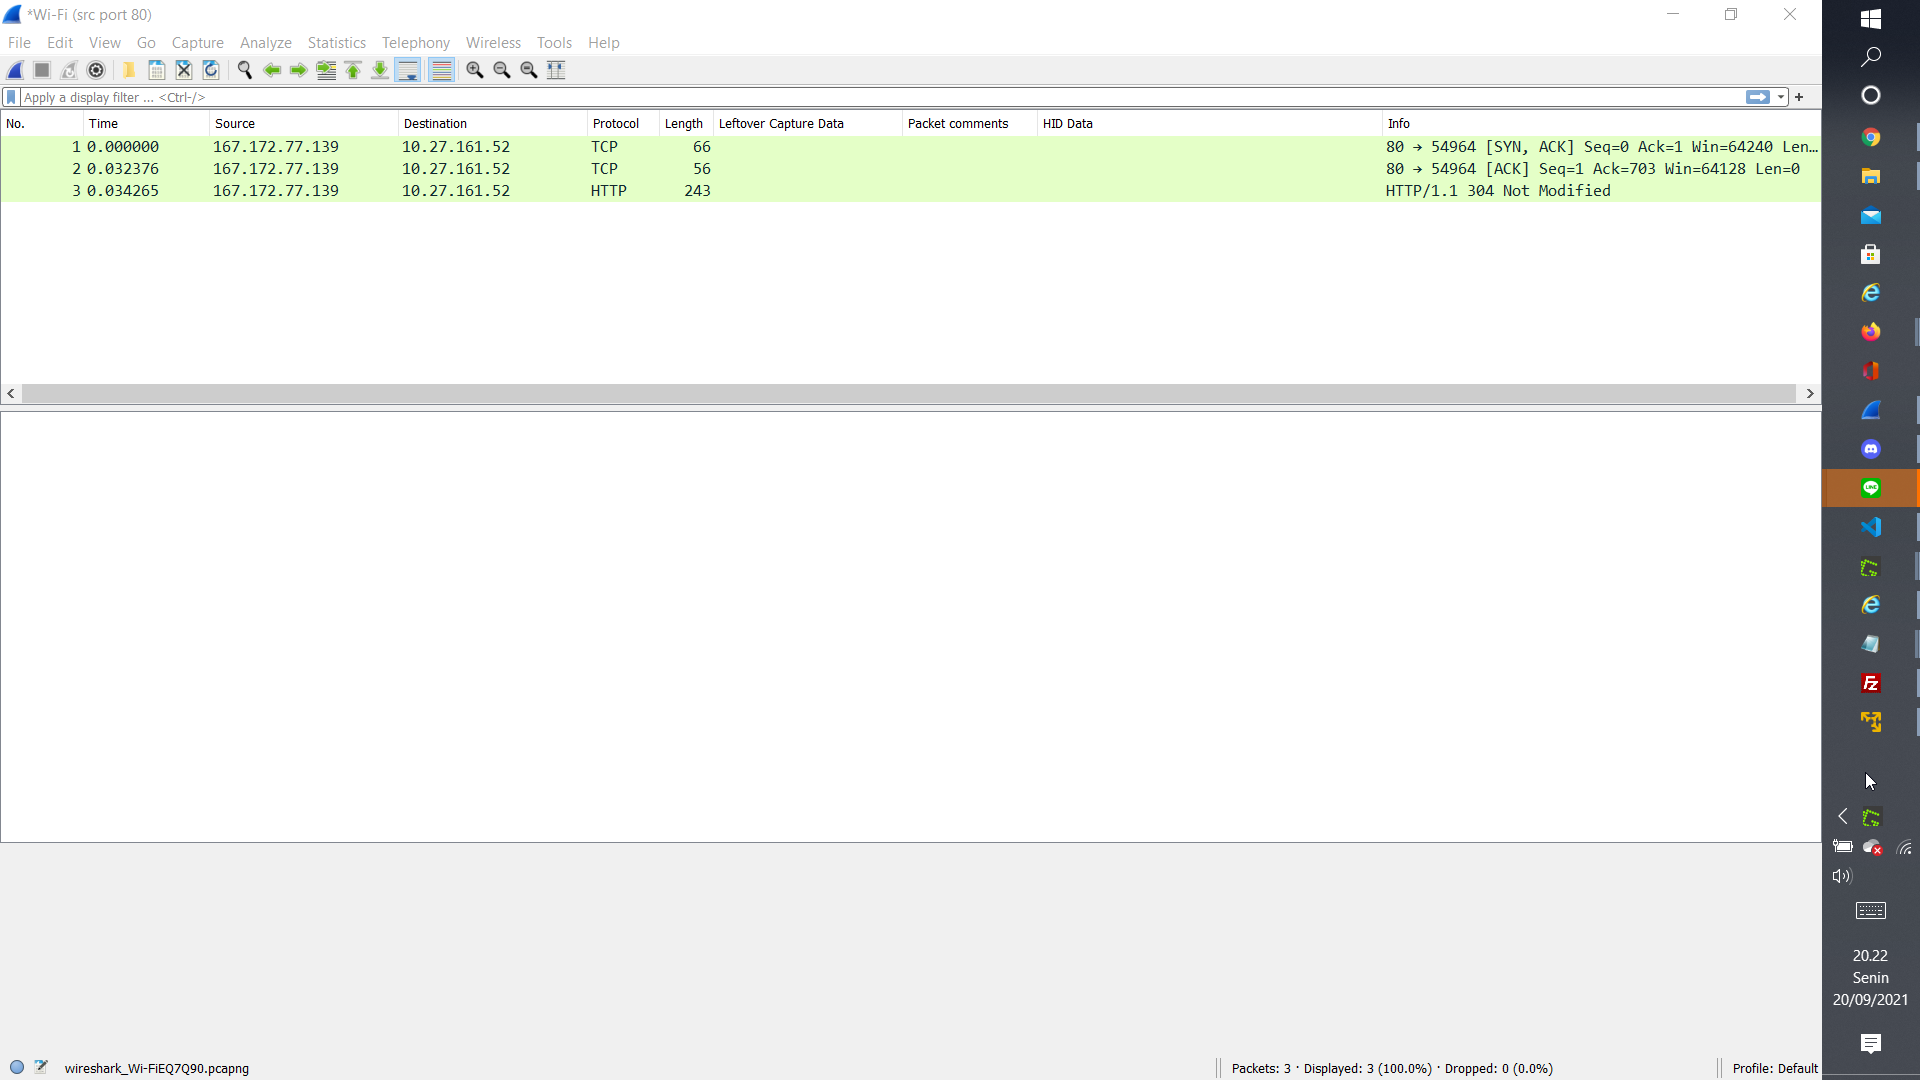 *Wi-Fi (src port 80)
File Edit View Go Capture Analyze Statistics Telephony Wireless Tools Help
Apply a display filter ... <Ctrl-/>
No. Time Source Destination Protocol Length Leftover Capture Data Packet comments HID Data Info
1 0.000000 167.172.77.139 10.27.161.52 TCP 66 80 → 54964 [SYN, ACK] Seq=0 Ack=1 Win=64240 Len…
2 0.032376 167.172.77.139 10.27.161.52 TCP 56 80 → 54964 [ACK] Seq=1 Ack=703 Win=64128 Len=0
3 0.034265 167.172.77.139 10.27.161.52 HTTP 243 HTTP/1.1 304 Not Modified
LINE
Fz
20.22
Senin
20/09/2021
wireshark_Wi-FiEQ7Q90.pcapng
Packets: 3 · Displayed: 3 (100.0%) · Dropped: 0 (0.0%)
Profile: Default